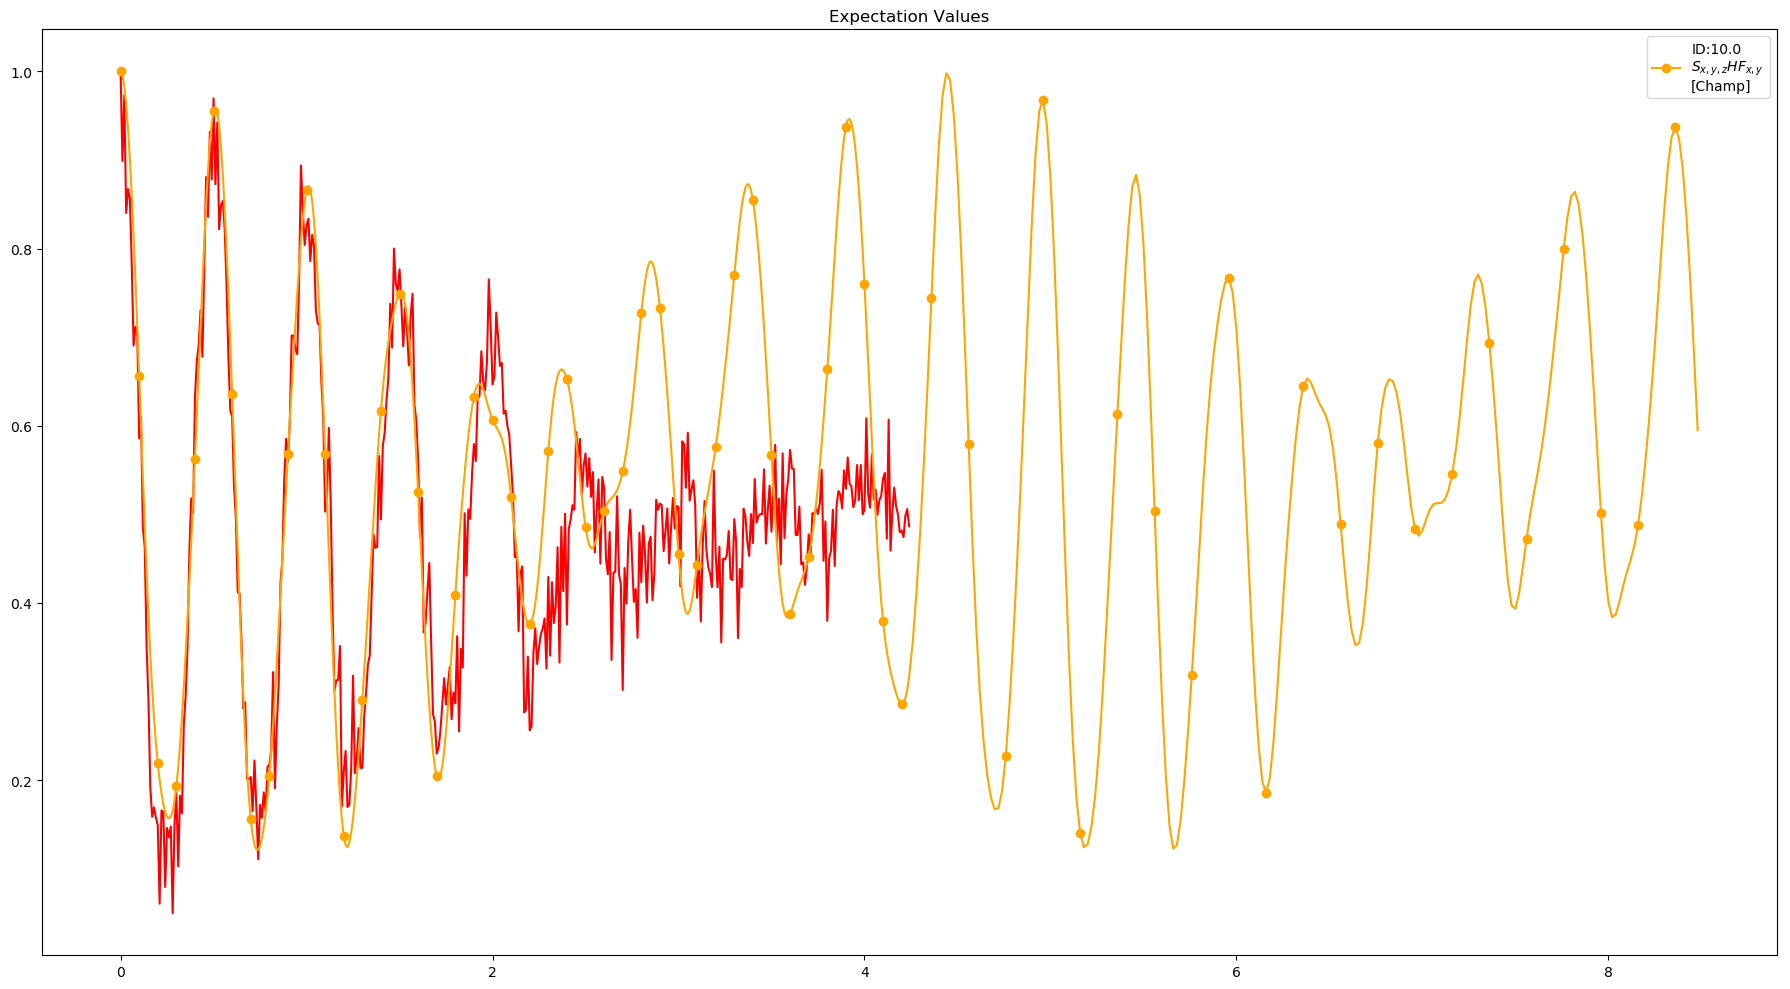 Expectation Values
ID:10.0
S_{x,y,z}HF_{x,y}
[Champ]
1.0
0.8
0.6
0.4
0.2
0 2 4 6 8